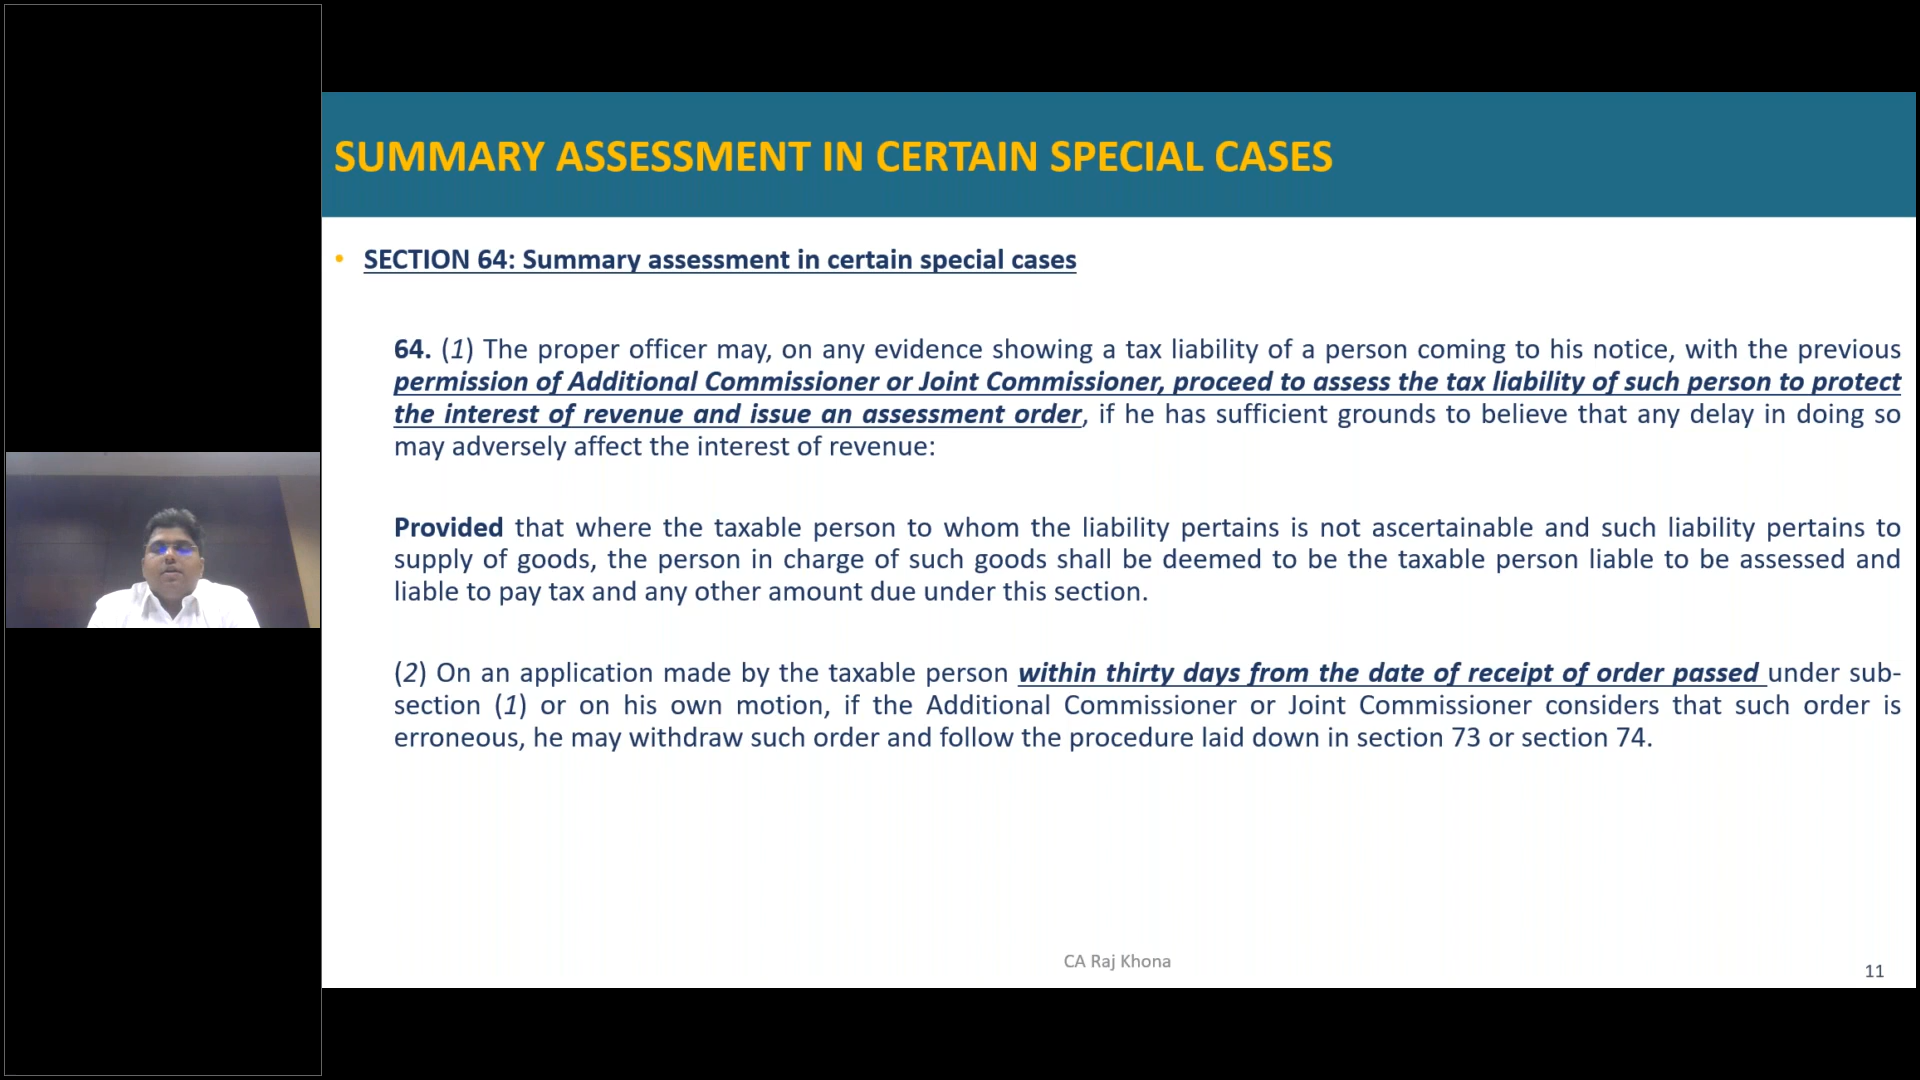 SUMMARY ASSESSMENT IN CERTAIN SPECIAL CASES
• SECTION 64: Summary assessment in certain special cases
64. (1) The proper officer may, on any evidence showing a tax liability of a person coming to his notice, with the previous
permission of Additional Commissioner or Joint Commissioner, proceed to assess the tax liability of such person to protect
the interest of revenue and issue an assessment order, if he has sufficient grounds to believe that any delay in doing so
may adversely affect the interest of revenue:
Provided that where the taxable person to whom the liability pertains is not ascertainable and such liability pertains to
supply of goods, the person in charge of such goods shall be deemed to be the taxable person liable to be assessed and
liable to pay tax and any other amount due under this section.
(2) On an application made by the taxable person within thirty days from the date of receipt of order passed under sub-
section (1) or on his own motion, if the Additional Commissioner or Joint Commissioner considers that such order is
erroneous, he may withdraw such order and follow the procedure laid down in section 73 or section 74.
CA Raj Khona
11